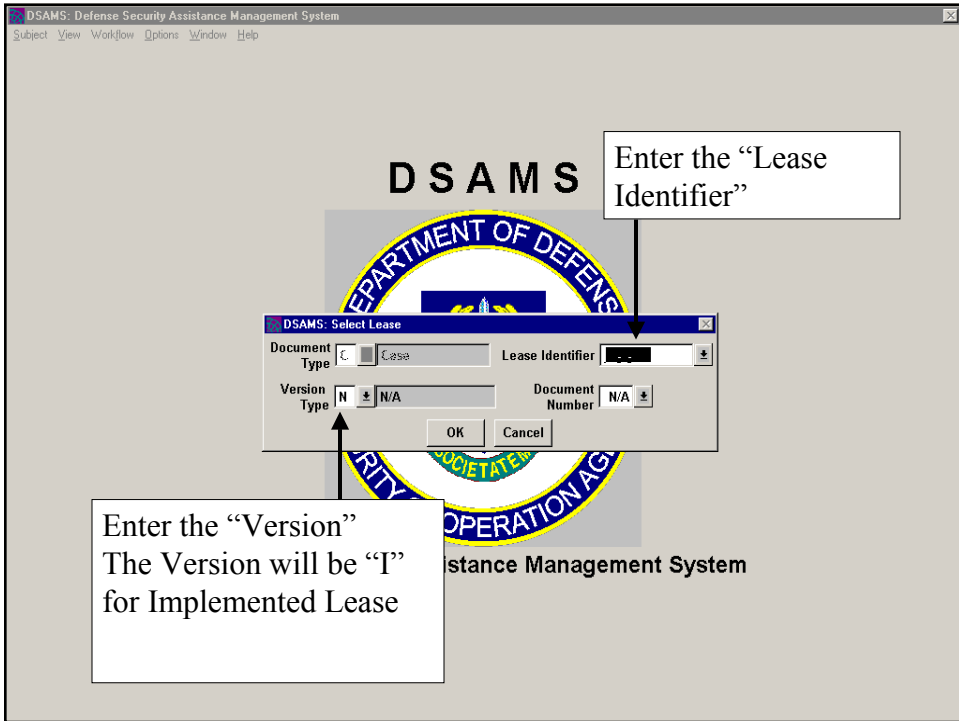 DSAMS: Defense Security Assistance Management System
Subject View Workflow Options Window Help
Enter the “Lease
Identifier”
D S A M S
DEPARTMENT OF DEFENS
DSAMS: Select Lease
Document Type C Case Lease Identifier
Version Type N N/A Document Number N/A
OK Cancel
SOCIETATEM
OPERATION
Enter the “Version”
The Version will be “I”
for Implemented Lease
istance Management System